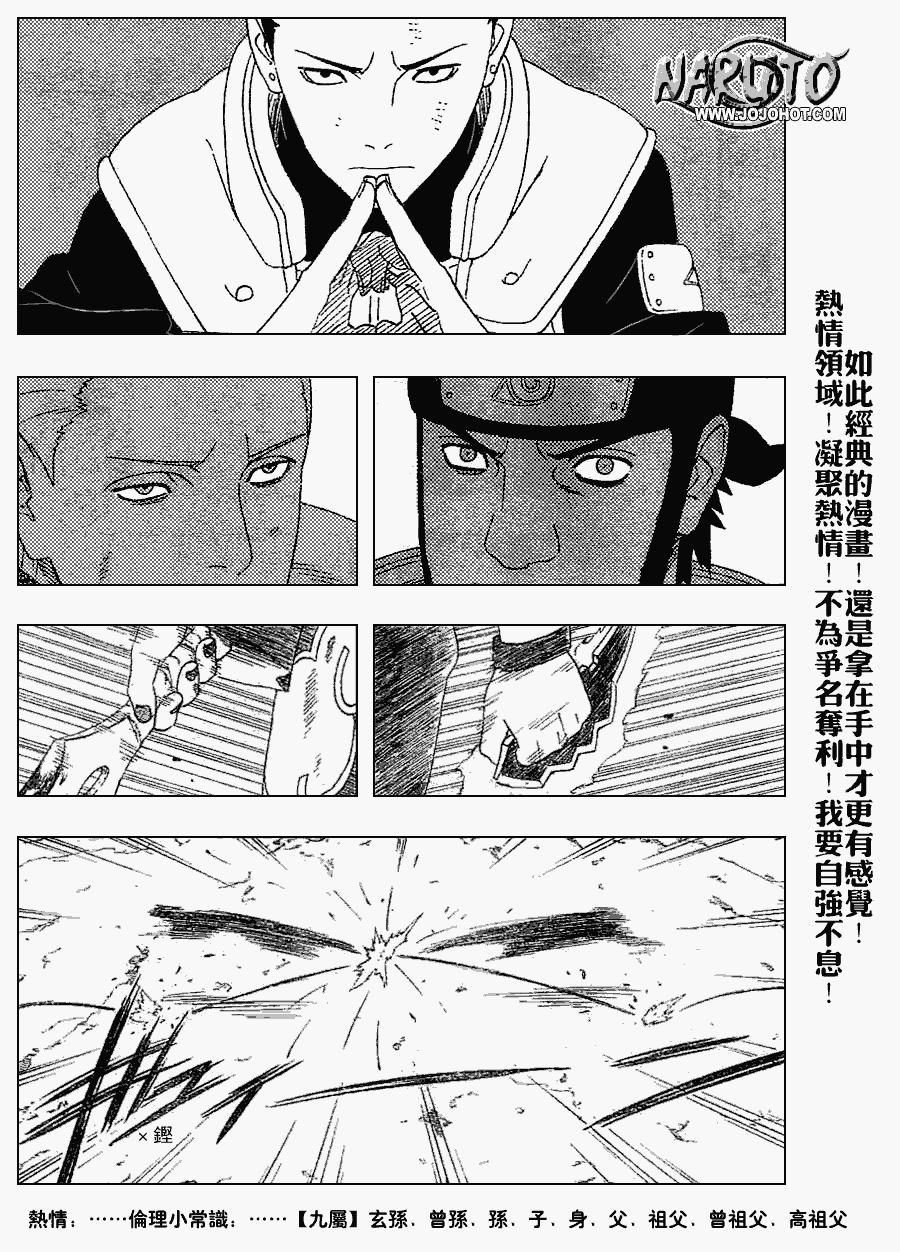 NARUTO
WWW.JOJOHOT.COM
如此經典的漫畫！還是拿在手中才更有感覺！
熱情領域！凝聚熱情！不為爭名奪利！我要自強不息！
× 鏗
熱情：……倫理小常識：……【九屬】玄孫．曾孫．孫．子．身．父．祖父．曾祖父．高祖父